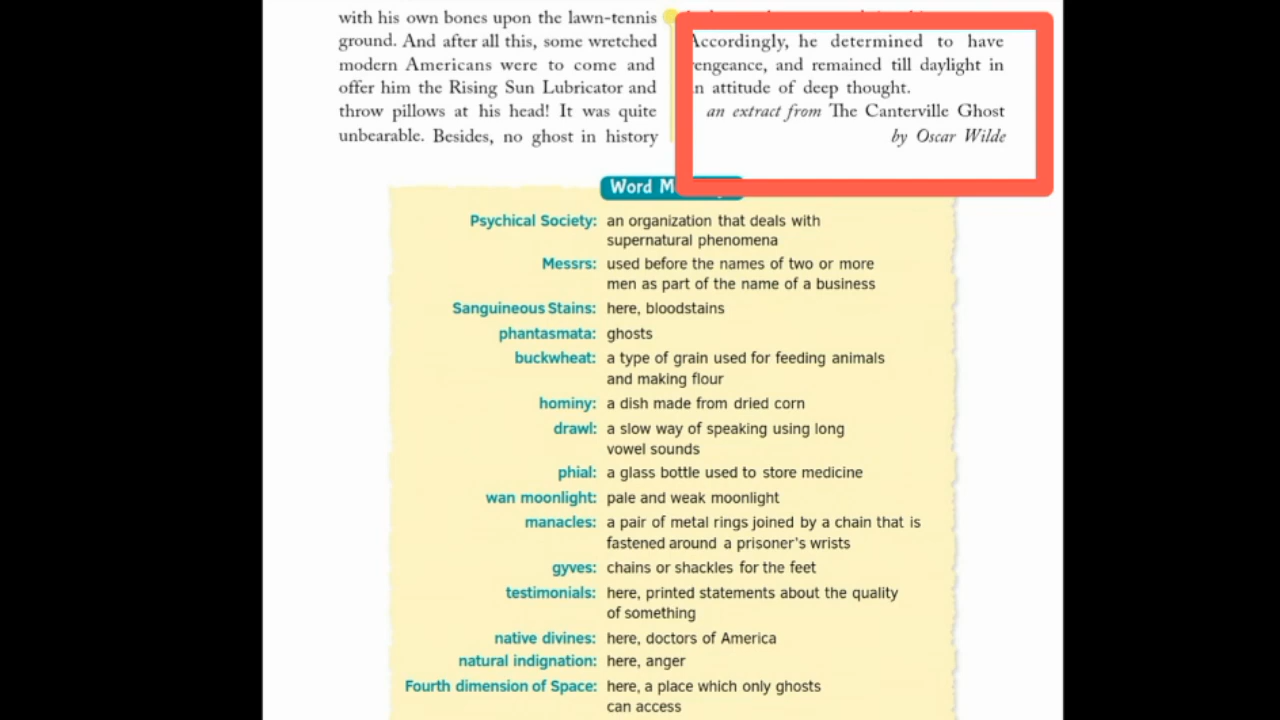 with his own bones upon the lawn-tennis
ground. And after all this, some wretched
modern Americans were to come and
offer him the Rising Sun Lubricator and
throw pillows at his head! It was quite
unbearable. Besides, no ghost in history
Accordingly, he determined to have
vengeance, and remained till daylight in
an attitude of deep thought.
an extract from The Canterville Ghost
by Oscar Wilde
Word
Psychical Society: an organization that deals with
supernatural phenomena
Messrs: used before the names of two or more
men as part of the name of a business
Sanguineous Stains: here, bloodstains
phantasmata: ghosts
buckwheat: a type of grain used for feeding animals
and making flour
hominy: a dish made from dried corn
drawl: a slow way of speaking using long
vowel sounds
phial: a glass bottle used to store medicine
wan moonlight: pale and weak moonlight
manacles: a pair of metal rings joined by a chain that is
fastened around a prisoner's wrists
gyves: chains or shackles for the feet
testimonials: here, printed statements about the quality
of something
native divines: here, doctors of America
natural indignation: here, anger
Fourth dimension of Space: here, a place which only ghosts
can access